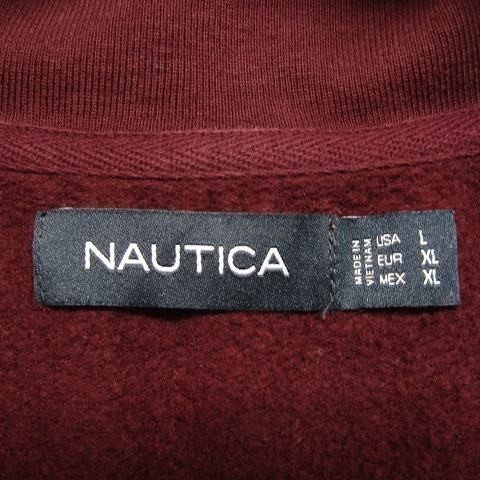 NAUTICA
MADE IN
VIETNAM
USA L
EUR XL
MEX XL